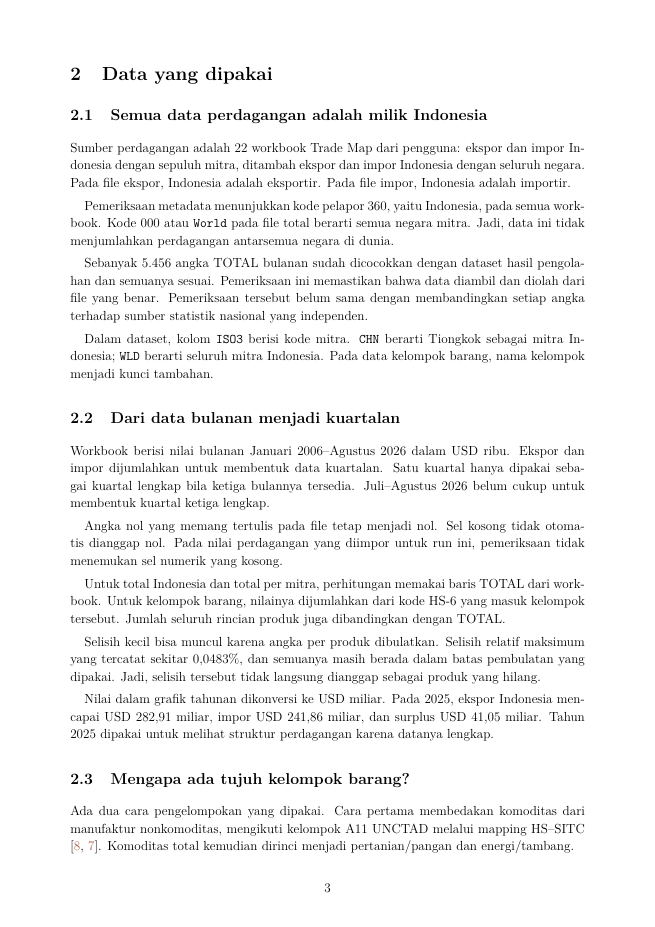 2 Data yang dipakai
2.1 Semua data perdagangan adalah milik Indonesia
Sumber perdagangan adalah 22 workbook Trade Map dari pengguna: ekspor dan impor In-
donesia dengan sepuluh mitra, ditambah ekspor dan impor Indonesia dengan seluruh negara.
Pada file ekspor, Indonesia adalah eksportir. Pada file impor, Indonesia adalah importir.
Pemeriksaan metadata menunjukkan kode pelapor 360, yaitu Indonesia, pada semua work-
book. Kode 000 atau World pada file total berarti semua negara mitra. Jadi, data ini tidak
menjumlahkan perdagangan antarsemua negara di dunia.
Sebanyak 5.456 angka TOTAL bulanan sudah dicocokkan dengan dataset hasil pengola-
han dan semuanya sesuai. Pemeriksaan ini memastikan bahwa data diambil dan diolah dari
file yang benar. Pemeriksaan tersebut belum sama dengan membandingkan setiap angka
terhadap sumber statistik nasional yang independen.
Dalam dataset, kolom ISO3 berisi kode mitra. CHN berarti Tiongkok sebagai mitra In-
donesia; WLD berarti seluruh mitra Indonesia. Pada data kelompok barang, nama kelompok
menjadi kunci tambahan.
2.2 Dari data bulanan menjadi kuartalan
Workbook berisi nilai bulanan Januari 2006–Agustus 2026 dalam USD ribu. Ekspor dan
impor dijumlahkan untuk membentuk data kuartalan. Satu kuartal hanya dipakai seba-
gai kuartal lengkap bila ketiga bulannya tersedia. Juli–Agustus 2026 belum cukup untuk
membentuk kuartal ketiga lengkap.
Angka nol yang memang tertulis pada file tetap menjadi nol. Sel kosong tidak otoma-
tis dianggap nol. Pada nilai perdagangan yang diimpor untuk run ini, pemeriksaan tidak
menemukan sel numerik yang kosong.
Untuk total Indonesia dan total per mitra, perhitungan memakai baris TOTAL dari work-
book. Untuk kelompok barang, nilainya dijumlahkan dari kode HS-6 yang masuk kelompok
tersebut. Jumlah seluruh rincian produk juga dibandingkan dengan TOTAL.
Selisih kecil bisa muncul karena angka per produk dibulatkan. Selisih relatif maksimum
yang tercatat sekitar 0,0483%, dan semuanya masih berada dalam batas pembulatan yang
dipakai. Jadi, selisih tersebut tidak langsung dianggap sebagai produk yang hilang.
Nilai dalam grafik tahunan dikonversi ke USD miliar. Pada 2025, ekspor Indonesia men-
capai USD 282,91 miliar, impor USD 241,86 miliar, dan surplus USD 41,05 miliar. Tahun
2025 dipakai untuk melihat struktur perdagangan karena datanya lengkap.
2.3 Mengapa ada tujuh kelompok barang?
Ada dua cara pengelompokan yang dipakai. Cara pertama membedakan komoditas dari
manufaktur nonkomoditas, mengikuti kelompok A11 UNCTAD melalui mapping HS–SITC
[8, 7]. Komoditas total kemudian dirinci menjadi pertanian/pangan dan energi/tambang.
3